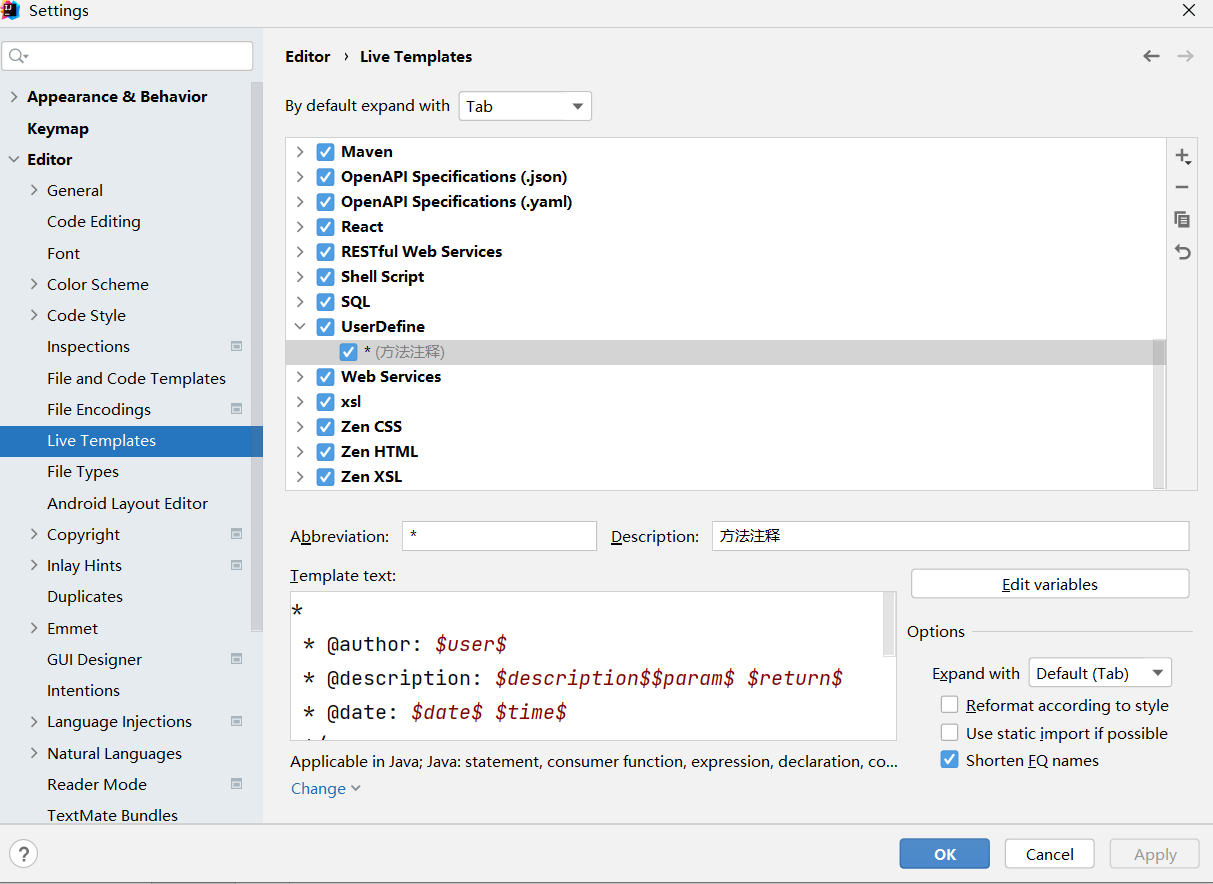 Settings
Editor › Live Templates
Appearance & Behavior
By default expand with Tab
Keymap
Editor
General
Code Editing
Font
Color Scheme
Code Style
Inspections
File and Code Templates
File Encodings
Live Templates
File Types
Android Layout Editor
Copyright
Inlay Hints
Duplicates
Emmet
GUI Designer
Intentions
Language Injections
Natural Languages
Reader Mode
TextMate Bundles
Maven
OpenAPI Specifications (.json)
OpenAPI Specifications (.yaml)
React
RESTful Web Services
Shell Script
SQL
UserDefine
* (方法注释)
Web Services
xsl
Zen CSS
Zen HTML
Zen XSL
Abbreviation: * Description: 方法注释
Template text:
*
* @author: $user$
* @description: $description$$param$ $return$
* @date: $date$ $time$
Edit variables
Options
Expand with Default (Tab)
Reformat according to style
Use static import if possible
Shorten FQ names
Applicable in Java; Java: statement, consumer function, expression, declaration, co...
Change
? OK Cancel Apply